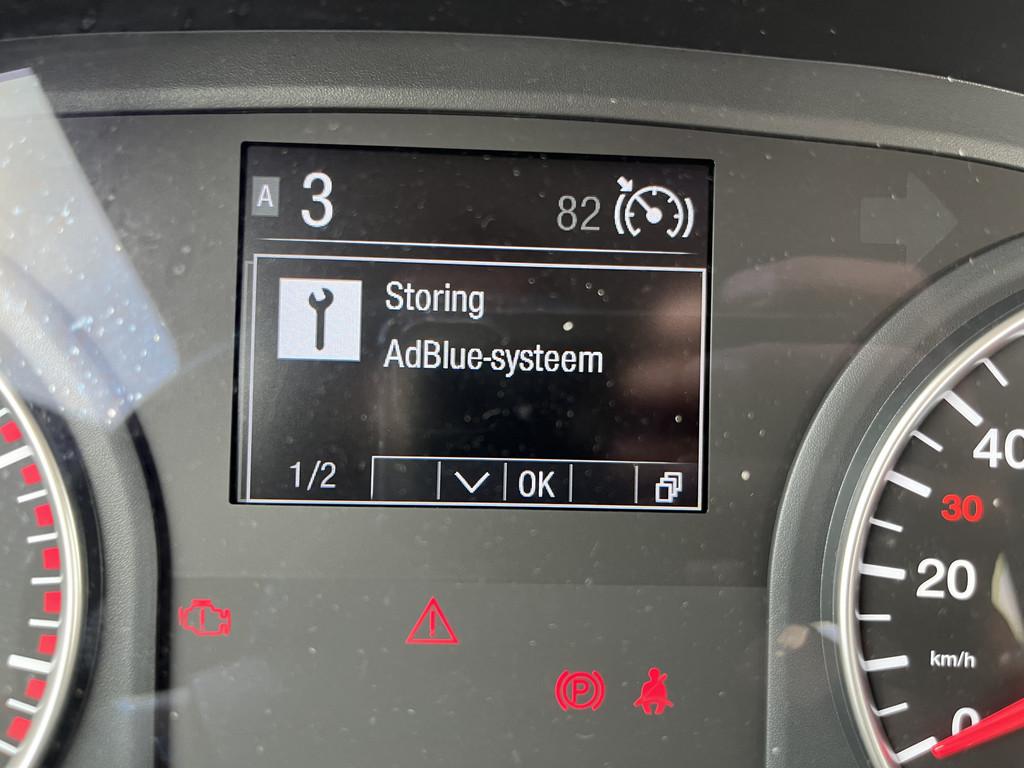 A 3 82
Storing
AdBlue-systeem
1/2 OK
40
30
20
km/h
0
P